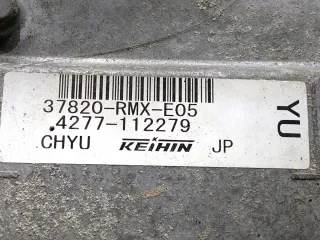 37820-RMX-E05
.4277-112279
CHYU KEIHIN JP
YU